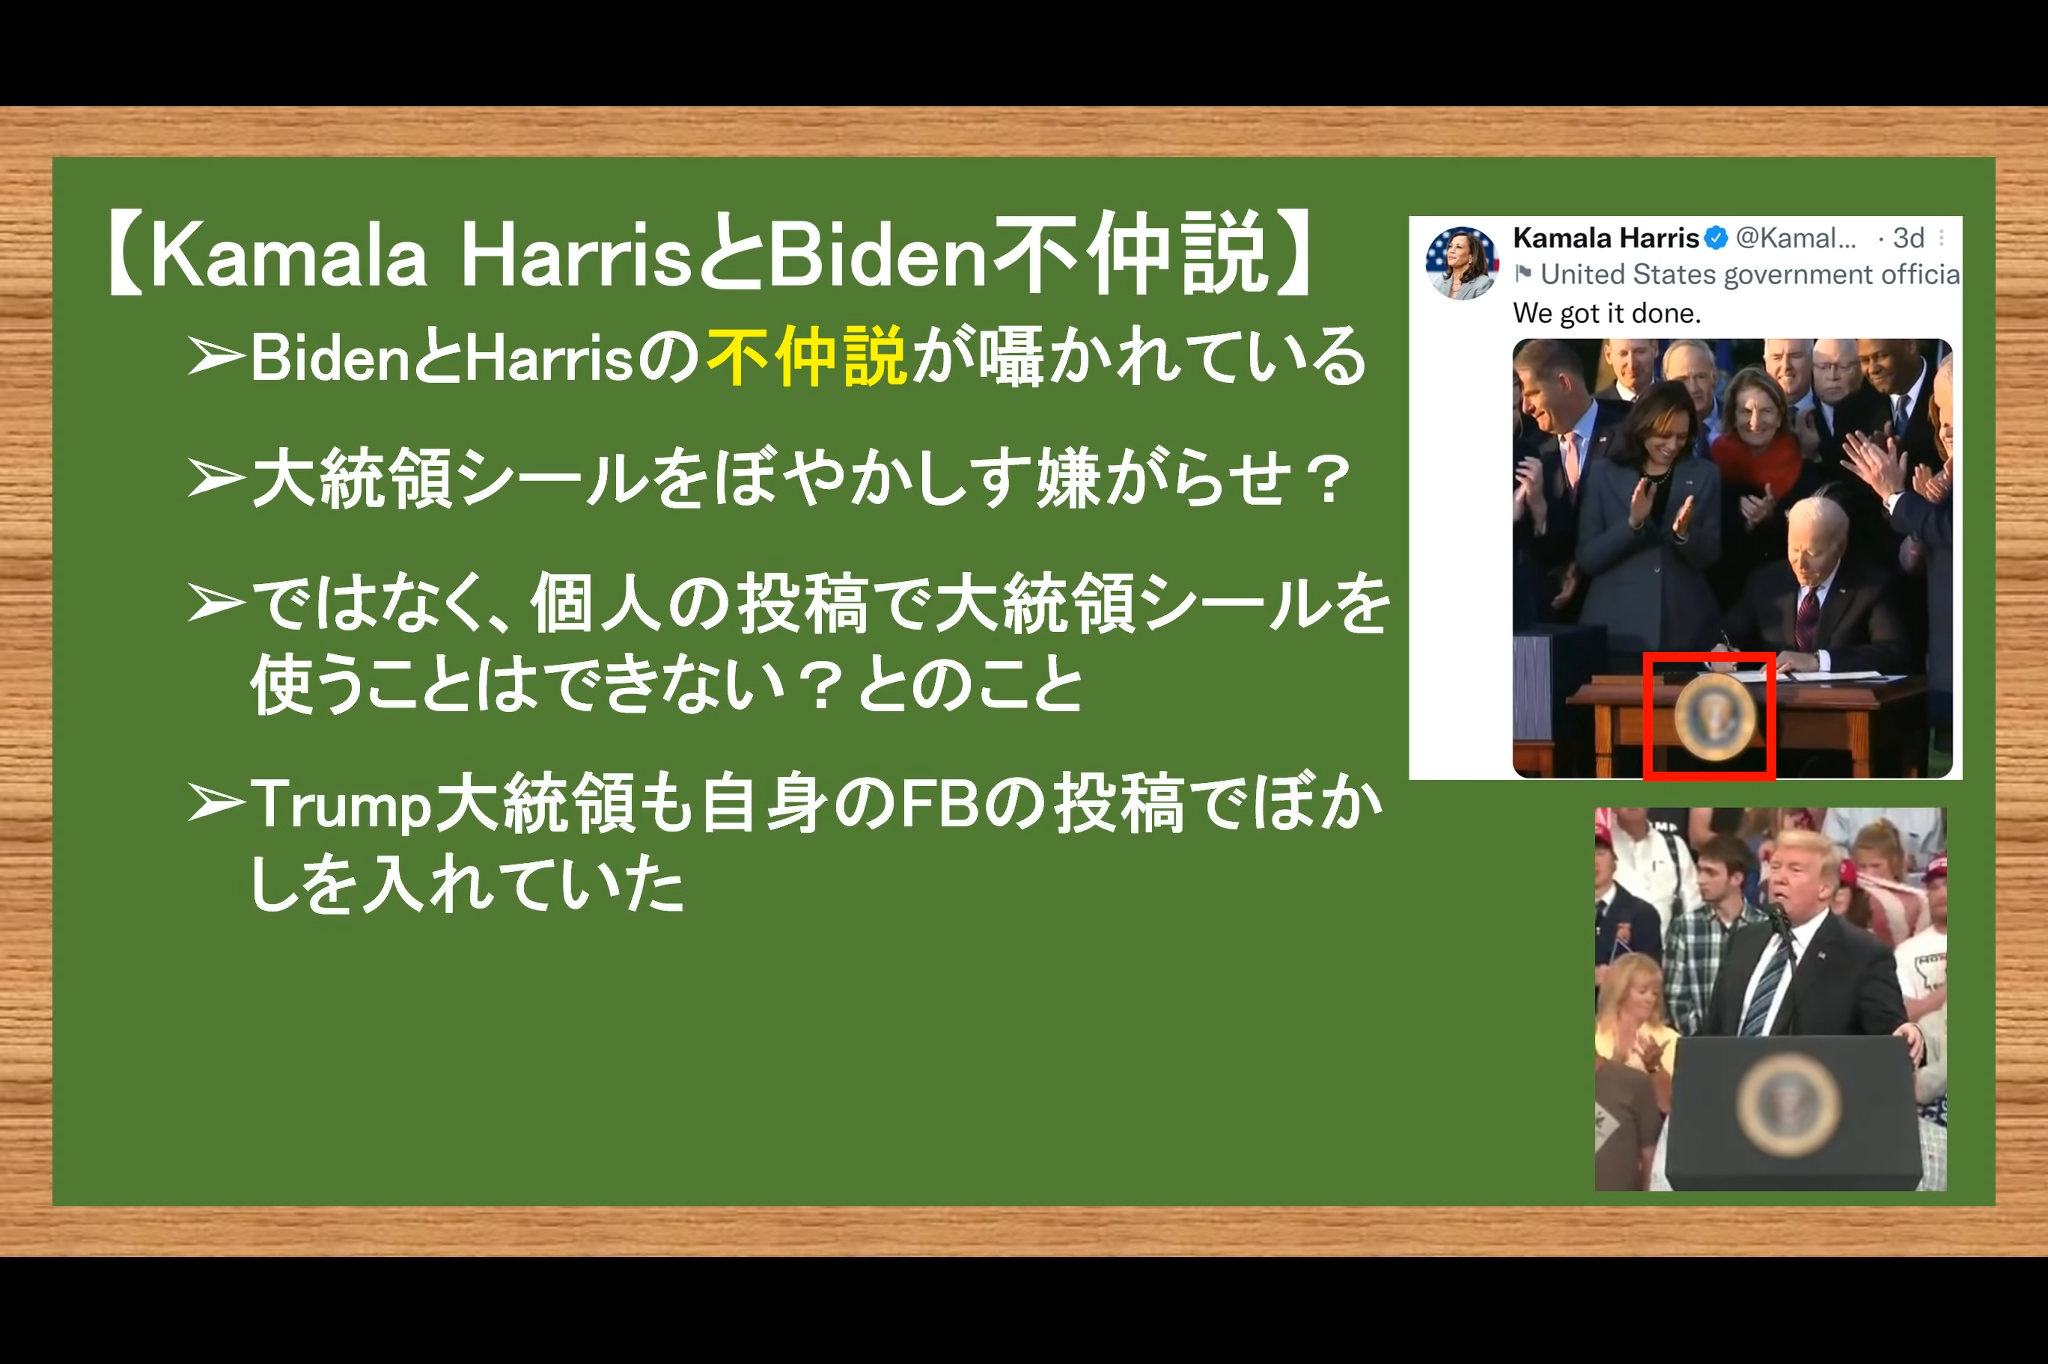 【Kamala HarrisとBiden不仲説】
➢BidenとHarrisの不仲説が囁かれている
➢大統領シールをぼやかしす嫌がらせ？
➢ではなく、個人の投稿で大統領シールを
使うことはできない？とのこと
➢Trump大統領も自身のFBの投稿でぼか
しを入れていた
Kamala Harris @Kamal... · 3d
United States government officia
We got it done.